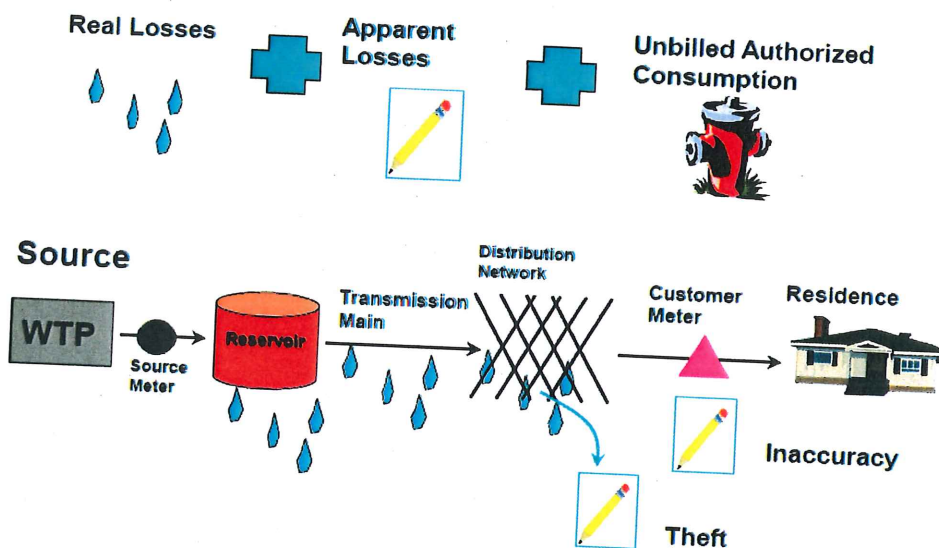 Real Losses
Apparent
Losses
Unbilled Authorized
Consumption
Source
WTP
Source
Meter
Reservoir
Transmission
Main
Distribution
Network
Customer
Meter
Residence
Inaccuracy
Theft